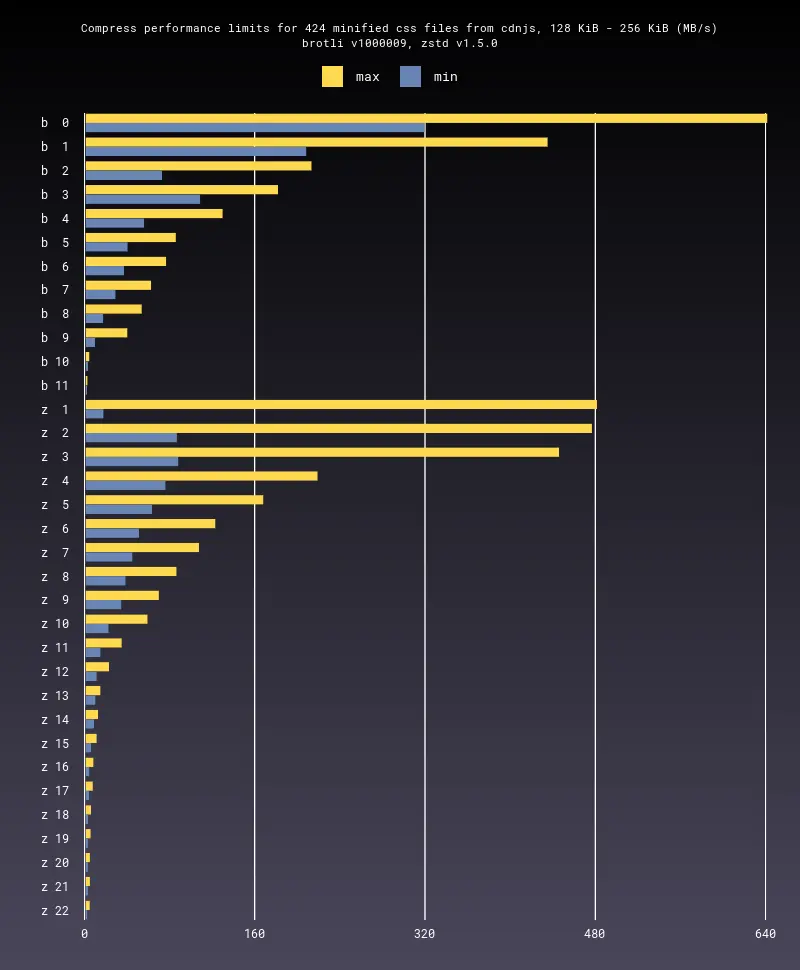 Compress performance limits for 424 minified css files from cdnjs, 128 KiB - 256 KiB (MB/s)
brotli v1000009, zstd v1.5.0
max min
b 0
b 1
b 2
b 3
b 4
b 5
b 6
b 7
b 8
b 9
b 10
b 11
z 1
z 2
z 3
z 4
z 5
z 6
z 7
z 8
z 9
z 10
z 11
z 12
z 13
z 14
z 15
z 16
z 17
z 18
z 19
z 20
z 21
z 22
0 160 320 480 640